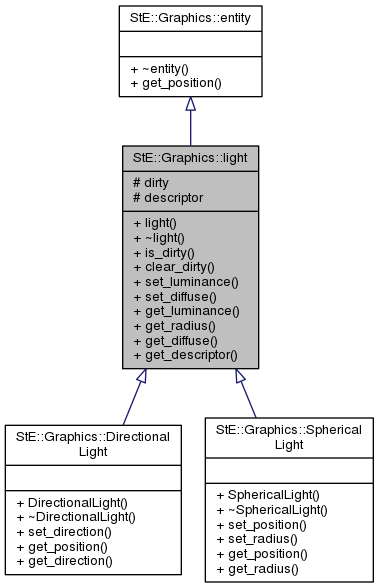 StE::Graphics::entity
+ ~entity()
+ get_position()
StE::Graphics::light
# dirty
# descriptor
+ light()
+ ~light()
+ is_dirty()
+ clear_dirty()
+ set_luminance()
+ set_diffuse()
+ get_luminance()
+ get_radius()
+ get_diffuse()
+ get_descriptor()
StE::Graphics::Directional
Light
+ DirectionalLight()
+ ~DirectionalLight()
+ set_direction()
+ get_position()
+ get_direction()
StE::Graphics::Spherical
Light
+ SphericalLight()
+ ~SphericalLight()
+ set_position()
+ set_radius()
+ get_position()
+ get_radius()